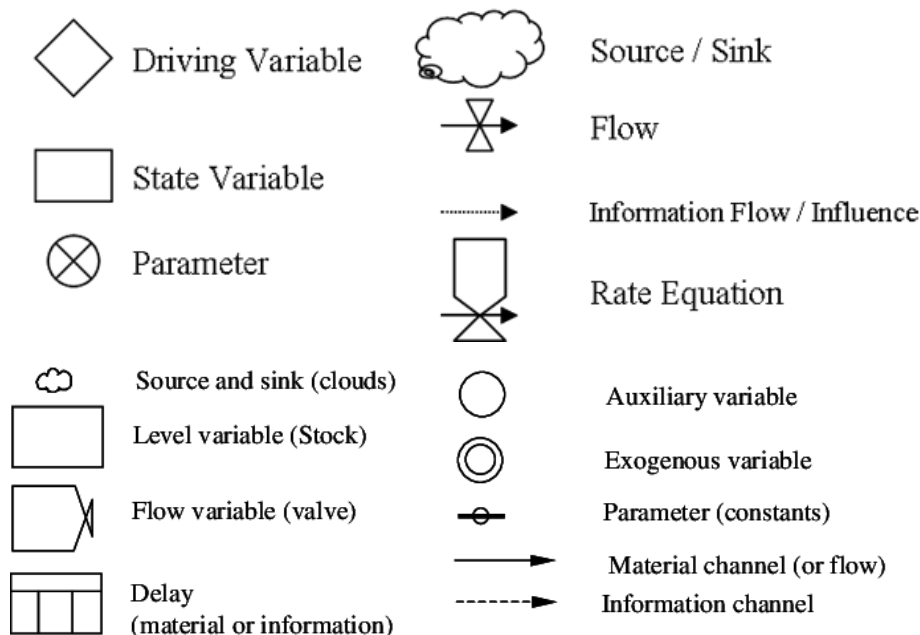 Driving Variable
Source / Sink
Flow
State Variable
Information Flow / Influence
Parameter
Rate Equation
Source and sink (clouds)
Auxiliary variable
Level variable (Stock)
Exogenous variable
Flow variable (valve)
Parameter (constants)
Material channel (or flow)
Delay
(material or information)
Information channel